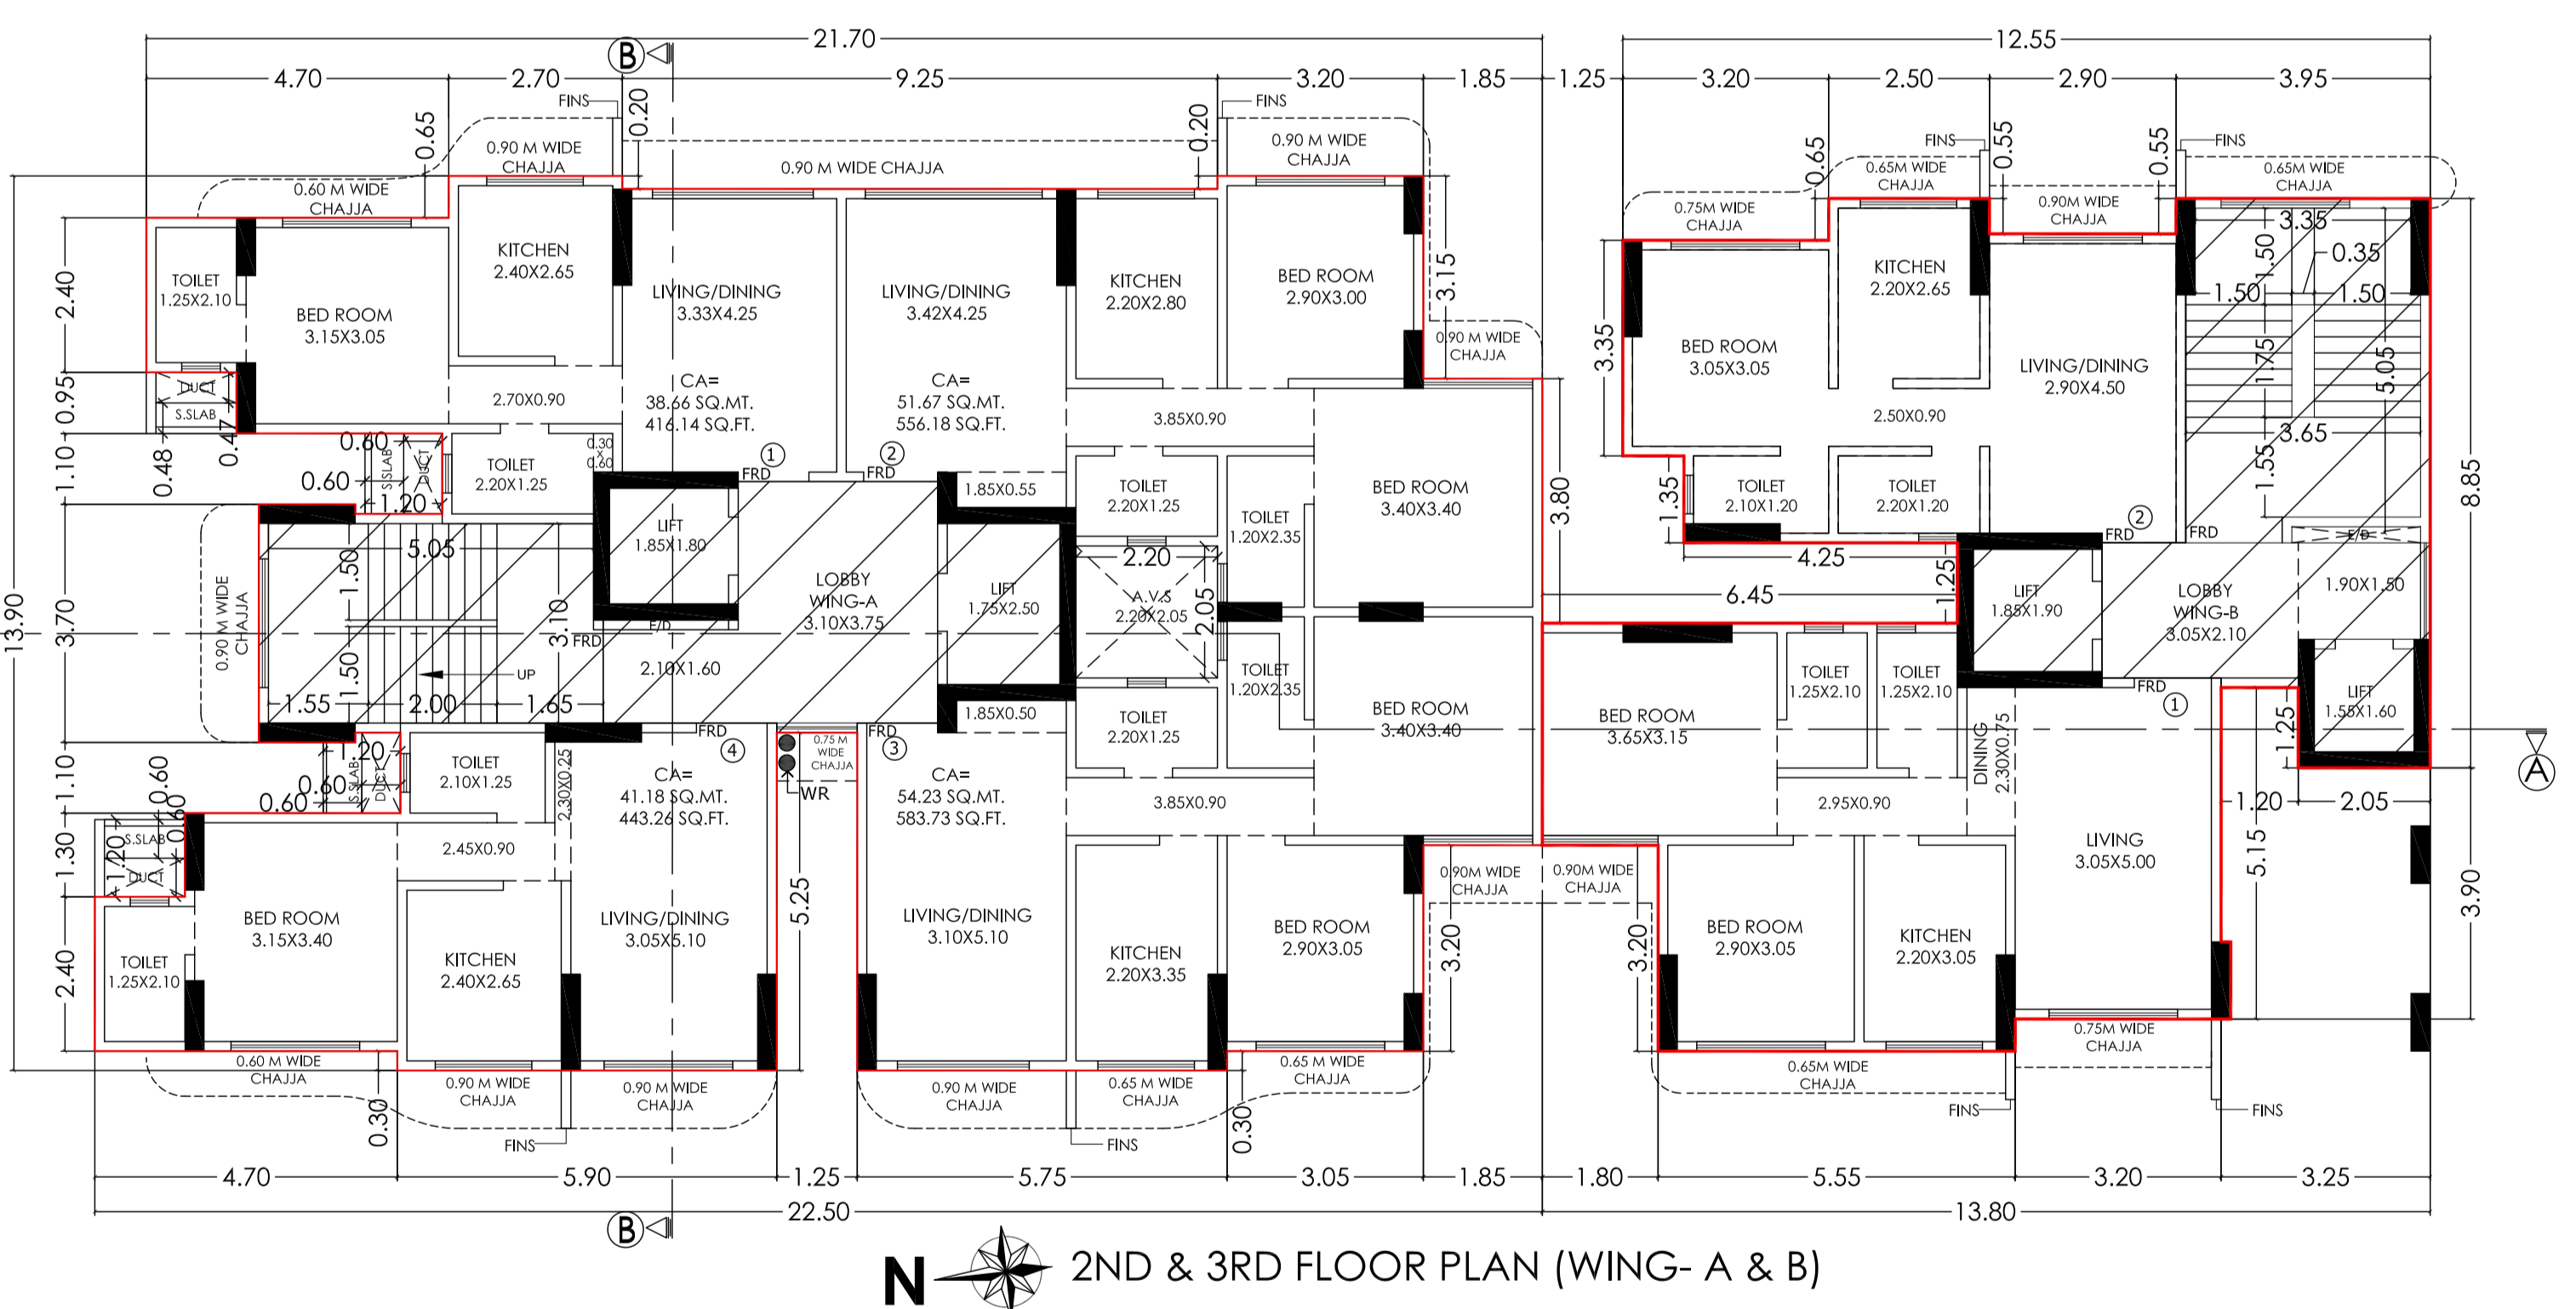 21.70
12.55
4.70
2.70
9.25
3.20
1.85
1.25
3.20
2.50
2.90
3.95
B
FINS
0.20
0.65
0.90 M WIDE
CHAJJA
0.60 M WIDE
CHAJJA
0.90 M WIDE CHAJJA
0.20
FINS
0.90 M WIDE
CHAJJA
0.65
FINS
0.55
0.55
FINS
0.65M WIDE
CHAJJA
0.75M WIDE
CHAJJA
0.90M WIDE
CHAJJA
0.65M WIDE
CHAJJA
2.40
0.95
1.10
3.70
13.90
1.10
1.30
2.40
TOILET
1.25X2.10
BED ROOM
3.15X3.05
KITCHEN
2.40X2.65
LIVING/DINING
3.33X4.25
LIVING/DINING
3.42X4.25
KITCHEN
2.20X2.80
BED ROOM
2.90X3.00
3.15
0.90 M WIDE
CHAJJA
CA=
38.66 SQ.MT.
416.14 SQ.FT.
CA=
51.67 SQ.MT.
556.18 SQ.FT.
DUCT
S.SLAB
0.48
0.47
2.70X0.90
3.85X0.90
0.60
0.60
1.20
S.SLAB
DUCT
TOILET
2.20X1.25
0.30
X
0.60
1
FRD
2
FRD
1.85X0.55
TOILET
2.20X1.25
TOILET
1.20X2.35
BED ROOM
3.40X3.40
3.80
LIFT
1.85X1.80
LOBBY
WING-A
3.10X3.75
LIFT
1.75X2.50
2.20
A.V.S
2.20X2.05
2.05
5.05
1.50
1.50
3.10
FRD
F/D
2.10X1.60
UP
1.55
2.00
1.65
0.90 M WIDE
CHAJJA
TOILET
1.20X2.35
1.85X0.50
TOILET
2.20X1.25
BED ROOM
3.40X3.40
3.85X0.90
1.20
0.60
0.60
S.SLAB
DUCT
0.60
0.60
1.20
S.SLAB
DUCT
TOILET
2.10X1.25
2.30X0.25
FRD
4
CA=
41.18 SQ.MT.
443.26 SQ.FT.
0.75 M
WIDE
CHAJJA
WR
FRD
3
CA=
54.23 SQ.MT.
583.73 SQ.FT.
2.45X0.90
TOILET
1.25X2.10
BED ROOM
3.15X3.40
KITCHEN
2.40X2.65
LIVING/DINING
3.05X5.10
5.25
LIVING/DINING
3.10X5.10
KITCHEN
2.20X3.35
BED ROOM
2.90X3.05
3.20
0.90M WIDE
CHAJJA
0.90M WIDE
CHAJJA
3.20
3.35
BED ROOM
3.05X3.05
KITCHEN
2.20X2.65
LIVING/DINING
2.90X4.50
2.50X0.90
1.35
TOILET
2.10X1.20
TOILET
2.20X1.20
2
FRD
FRD
3.35
0.35
1.50
1.50
1.50
1.75
5.05
3.65
1.55
8.85
4.25
6.45
1.25
LIFT
1.85X1.90
LOBBY
WING-B
3.05X2.10
F/D
1.90X1.50
LIFT
1.55X1.60
BED ROOM
3.65X3.15
TOILET
1.25X2.10
TOILET
1.25X2.10
DINING
2.30X0.75
FRD
1
1.25
A
1.20
2.05
2.95X0.90
LIVING
3.05X5.00
5.15
3.90
BED ROOM
2.90X3.05
KITCHEN
2.20X3.05
0.60 M WIDE
CHAJJA
0.30
0.90 M WIDE
CHAJJA
0.90 M WIDE
CHAJJA
FINS
0.90 M WIDE
CHAJJA
0.65 M WIDE
CHAJJA
0.65 M WIDE
CHAJJA
FINS
0.30
0.65M WIDE
CHAJJA
0.75M WIDE
CHAJJA
FINS
FINS
4.70
5.90
1.25
5.75
3.05
1.85
1.80
5.55
3.20
3.25
22.50
13.80
B
N
2ND & 3RD FLOOR PLAN (WING- A & B)